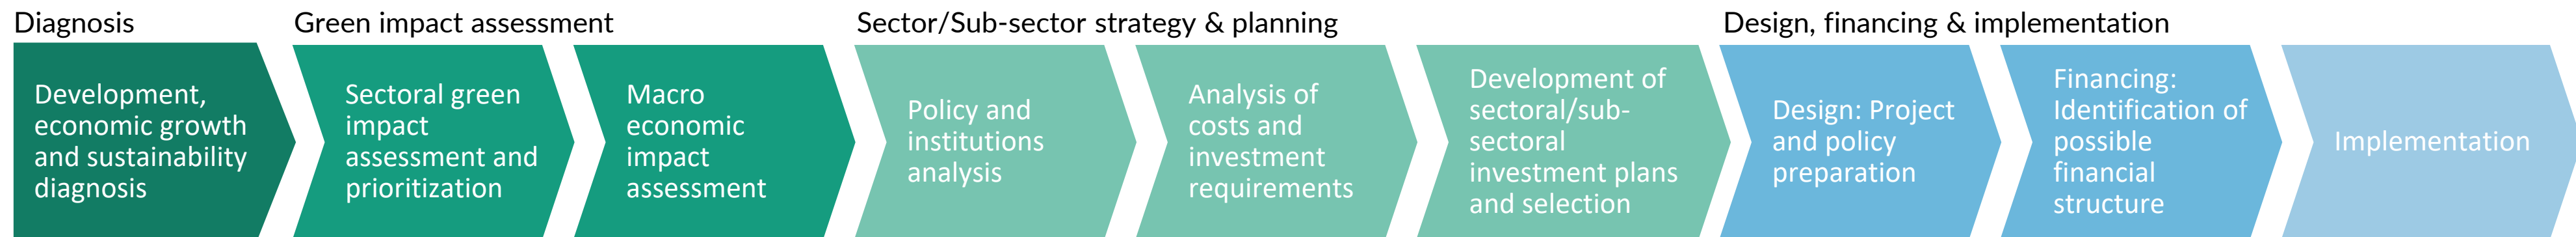 Diagnosis
Green impact assessment
Sector/Sub-sector strategy & planning
Design, financing & implementation
Development,
economic growth
and sustainability
diagnosis
Sectoral green
impact
assessment and
prioritization
Macro
economic
impact
assessment
Policy and
institutions
analysis
Analysis of
costs and
investment
requirements
Development of
sectoral/sub-
sectoral
investment plans
and selection
Design: Project
and policy
preparation
Financing:
Identification of
possible
financial
structure
Implementation